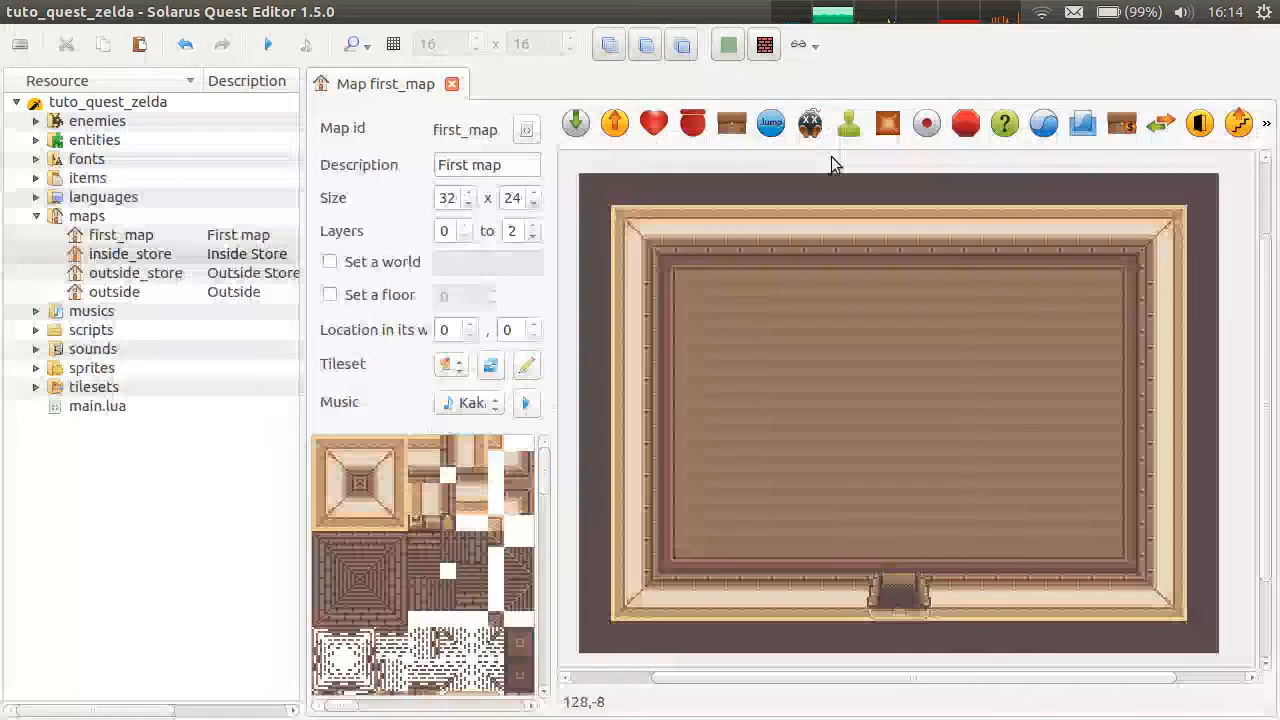 tuto_quest_zelda - Solarus Quest Editor 1.5.0
(99%)
16:14
16 x 16
Resource Description
tuto_quest_zelda
enemies
entities
fonts
items
languages
maps
first_map First map
inside_store Inside Store
outside_store Outside Store
outside Outside
musics
scripts
sounds
sprites
tilesets
main.lua
Map first_map
Map id first_map
Description First map
Size 32 x 24
Layers 0 to 2
Set a world
Set a floor 0
Location in its w 0 , 0
Tileset
Music Kak
Jump
?
$
»
128,-8